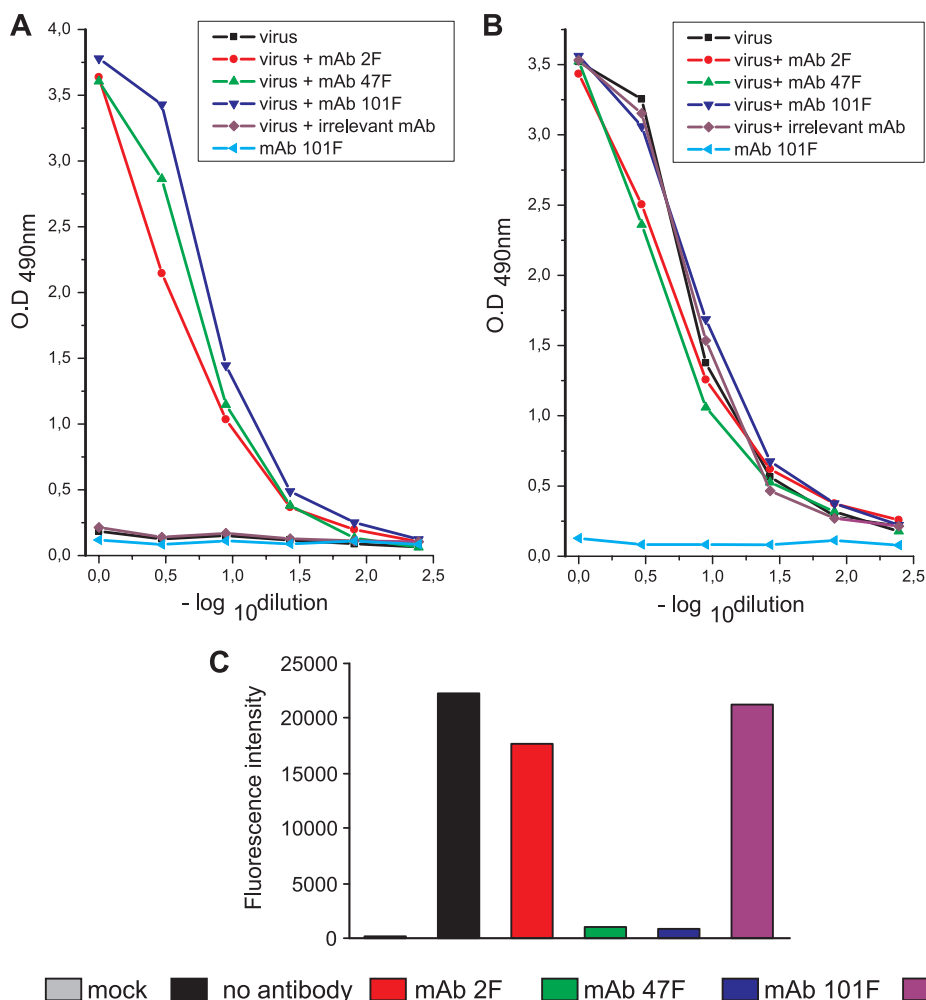 A
4,0
3,5
3,0
2,5
2,0
1,5
1,0
0,5
0,0
O.D 490nm
virus
virus + mAb 2F
virus + mAb 47F
virus + mAb 101F
virus + irrelevant mAb
mAb 101F
0,0 0,5 1,0 1,5 2,0 2,5
- log 10 dilution
B
3,5
3,0
2,5
2,0
1,5
1,0
0,5
0,0
O.D 490nm
virus
virus+ mAb 2F
virus+ mAb 47F
virus+ mAb 101F
virus+ irrelevant mAb
mAb 101F
0,0 0,5 1,0 1,5 2,0 2,5
- log 10 dilution
C
25000
20000
15000
10000
5000
0
Fluorescence intensity
mock no antibody mAb 2F mAb 47F mAb 101F